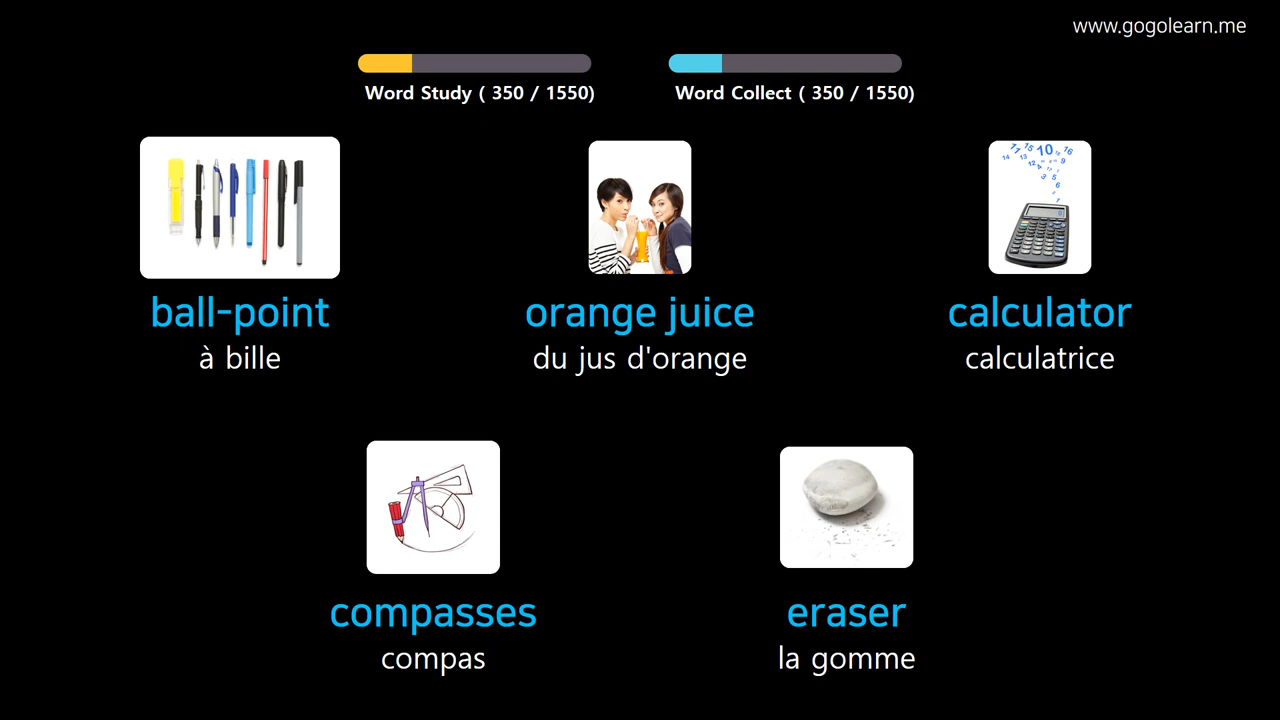 www.gogolearn.me
Word Study ( 350 / 1550)
Word Collect ( 350 / 1550)
ball-point
à bille
orange juice
du jus d'orange
calculator
calculatrice
compasses
compas
eraser
la gomme